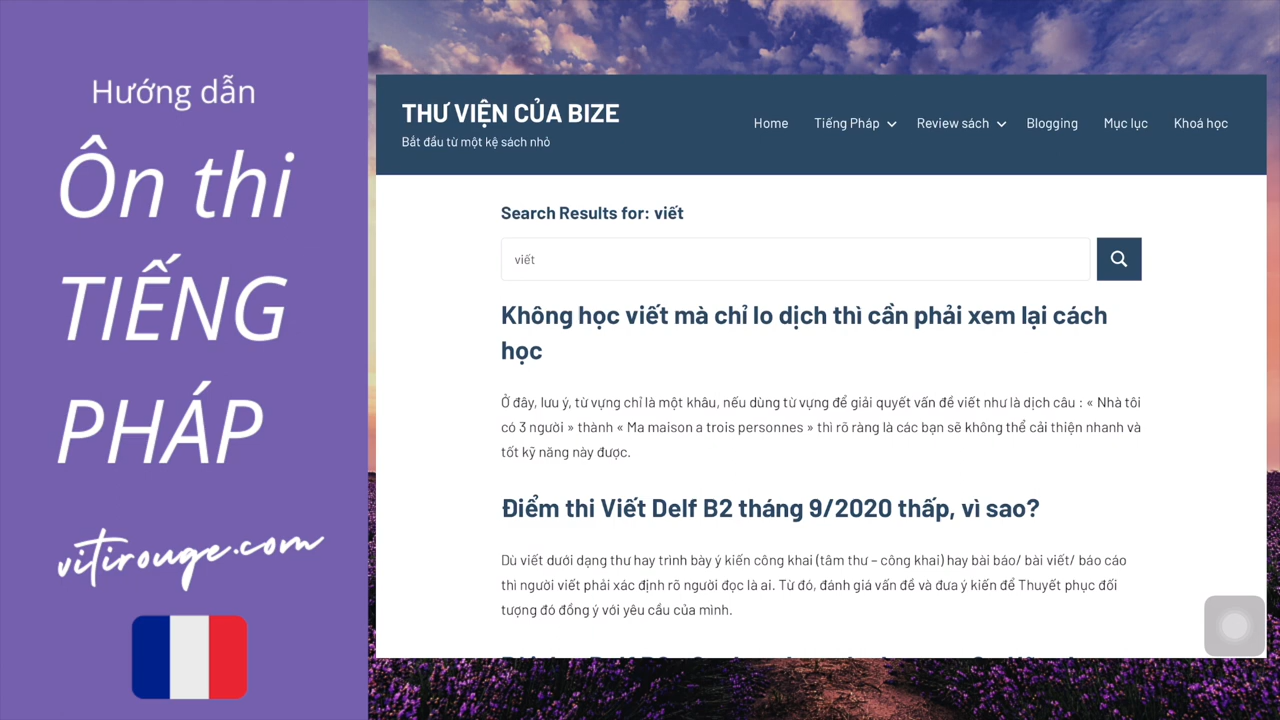 Hướng dẫn
Ôn thi
TIẾNG
PHÁP
vitirouge.com
THƯ VIỆN CỦA BIZE
Bắt đầu từ một kệ sách nhỏ
Home Tiếng Pháp Review sách Blogging Mục lục Khoá học
Search Results for: viết
viết
Không học viết mà chỉ lo dịch thì cần phải xem lại cách
học
Ở đây, lưu ý, từ vựng chỉ là một khâu, nếu dùng từ vựng để giải quyết vấn đề viết như là dịch câu : « Nhà tôi
có 3 người » thành « Ma maison a trois personnes » thì rõ ràng là các bạn sẽ không thể cải thiện nhanh và
tốt kỹ năng này được.
Điểm thi Viết Delf B2 tháng 9/2020 thấp, vì sao?
Dù viết dưới dạng thư hay trình bày ý kiến công khai (tâm thư – công khai) hay bài báo/ bài viết/ báo cáo
thì người viết phải xác định rõ người đọc là ai. Từ đó, đánh giá vấn đề và đưa ý kiến để Thuyết phục đối
tượng đó đồng ý với yêu cầu của mình.